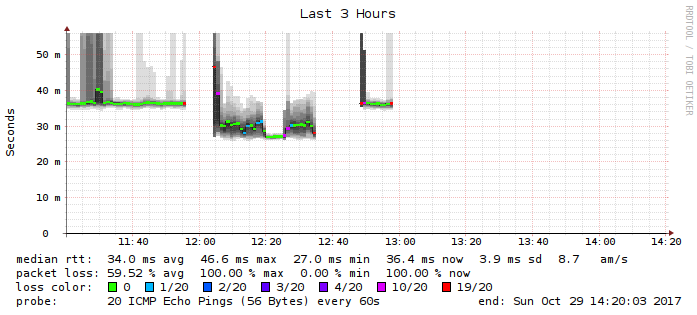 Last 3 Hours
RRDTOOL / TOBI OETIKER
Seconds
50 m
40 m
30 m
20 m
10 m
0
11:40 12:00 12:20 12:40 13:00 13:20 13:40 14:00 14:20
median rtt: 34.0 ms avg 46.6 ms max 27.0 ms min 36.4 ms now 3.9 ms sd 8.7 am/s
packet loss: 59.52 % avg 100.00 % max 0.00 % min 100.00 % now
loss color: 0 1/20 2/20 3/20 4/20 10/20 19/20
probe: 20 ICMP Echo Pings (56 Bytes) every 60s end: Sun Oct 29 14:20:03 2017